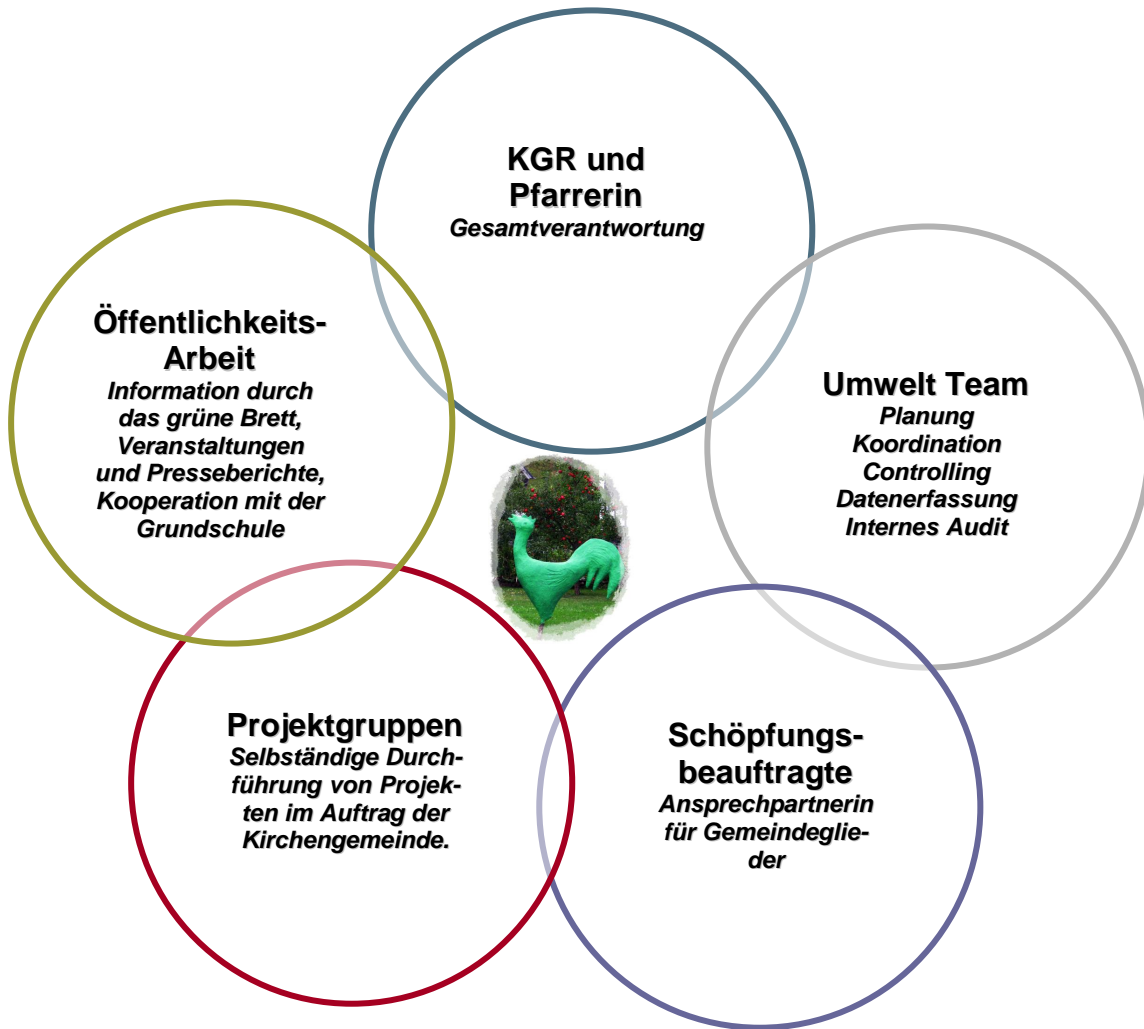 KGR und
Pfarrerin
Gesamtverantwortung
Öffentlichkeits-
Arbeit
Information durch
das grüne Brett,
Veranstaltungen
und Presseberichte,
Kooperation mit der
Grundschule
Umwelt Team
Planung
Koordination
Controlling
Datenerfassung
Internes Audit
Projektgruppen
Selbständige Durch-
führung von Projek-
ten im Auftrag der
Kirchengemeinde.
Schöpfungs-
beauftragte
Ansprechpartnerin
für Gemeindeglie-
der